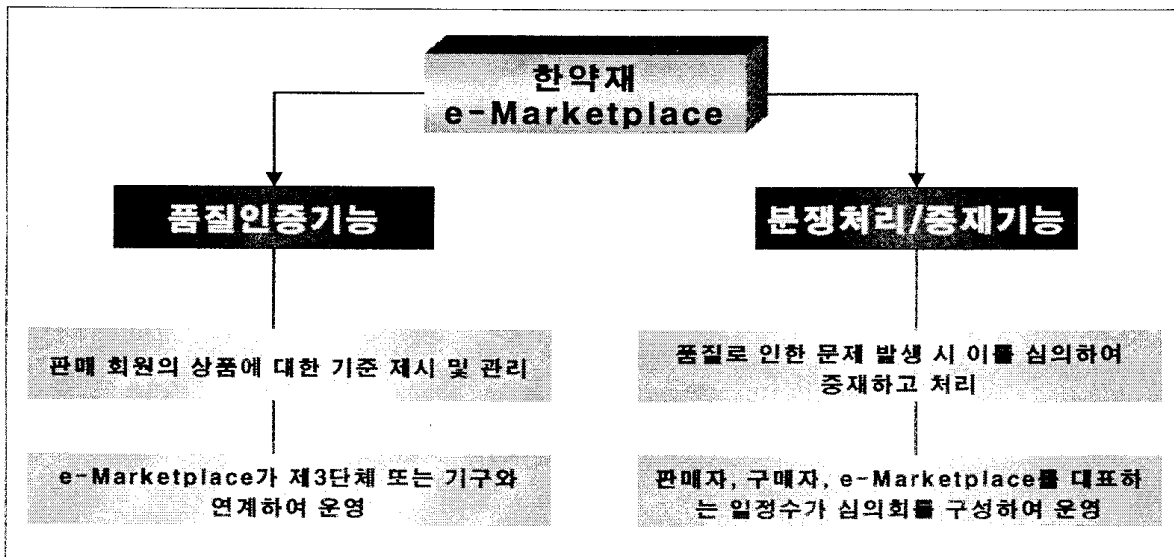 한약재
e-Marketplace
품질인증기능
분쟁처리/중재기능
판매 회원의 상품에 대한 기준 제시 및 관리
품질로 인한 문제 발생 시 이를 심의하여
중재하고 처리
e-Marketplace가 제3단체 또는 기구와
연계하여 운영
판매자, 구매자, e-Marketplace를 대표하
는 일정수가 심의회를 구성하여 운영